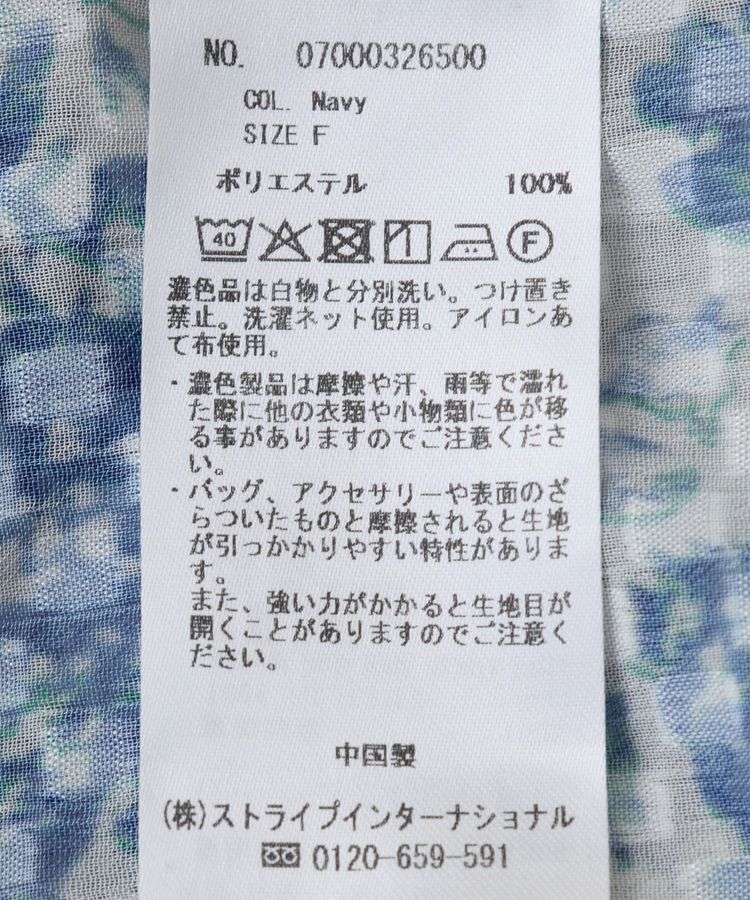 NO. 07000326500
COL. Navy
SIZE F
ポリエステル 100%
40 F
濃色品は白物と分別洗い。つけ置き
禁止。洗濯ネット使用。アイロンあ
て布使用。
・濃色製品は摩擦や汗、雨等で濡れ
た際に他の衣類や小物類に色が移
る事がありますのでご注意くださ
い。
・バッグ、アクセサリーや表面のざ
らついたものと摩擦されると生地
が引っかかりやすい特性がありま
す。
また、強い力がかかると生地目が
開くことがありますのでご注意く
ださい。
中国製
(株)ストライプインターナショナル
0120-659-591